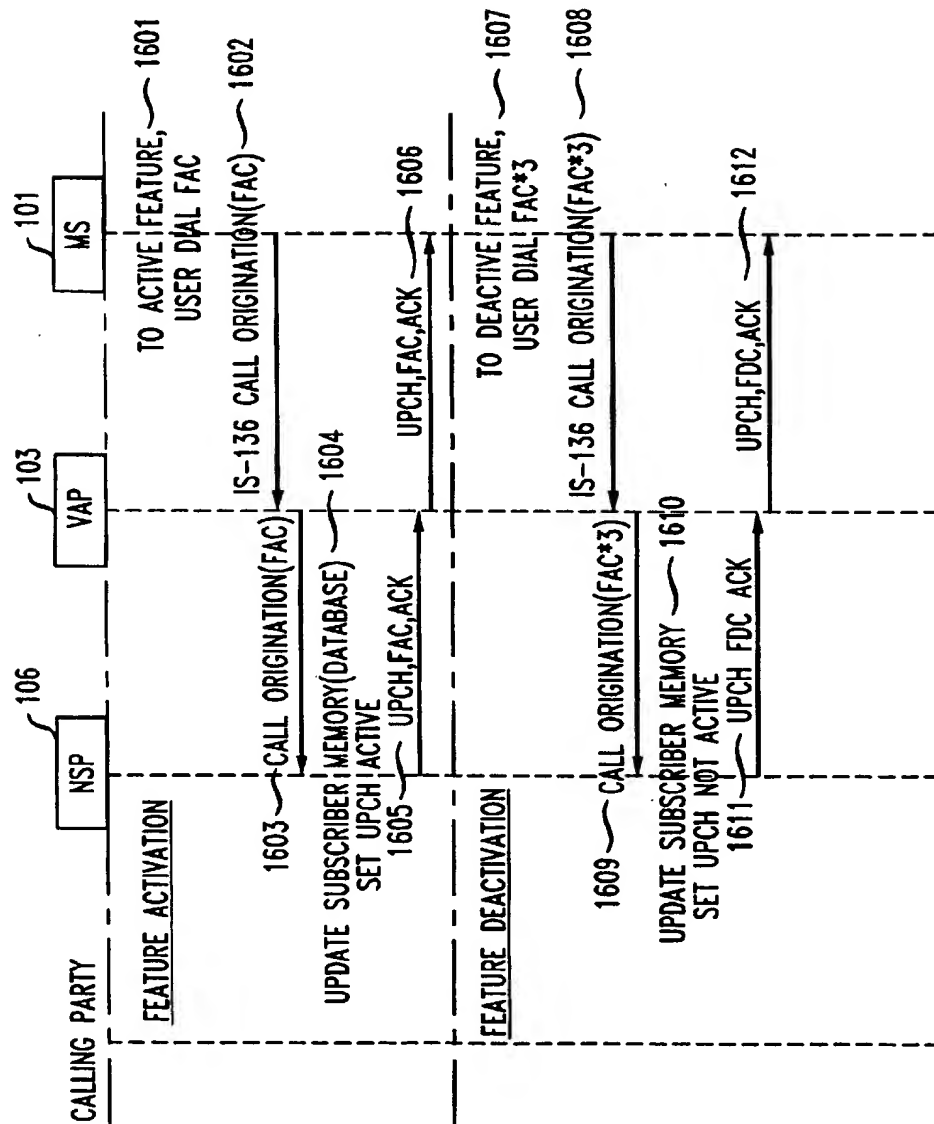 CALLING PARTY
106
NSP
103
VAP
101
MS
FEATURE ACTIVATION
TO ACTIVE FEATURE,
USER DIAL FAC
1601
IS-136 CALL ORIGINATION(FAC)
1602
1603
CALL ORIGINATION(FAC)
UPDATE SUBSCRIBER MEMORY(DATABASE)
SET UPCH ACTIVE
1604
1605
UPCH,FAC,ACK
UPCH,FAC,ACK
1606
FEATURE DEACTIVATION
TO DEACTIVE FEATURE,
USER DIAL FAC*3
1607
IS-136 CALL ORIGINATION(FAC*3)
1608
1609
CALL ORIGINATION(FAC*3)
UPDATE SUBSCRIBER MEMORY
SET UPCH NOT ACTIVE
1610
1611
UPCH FDC ACK
UPCH,FDC,ACK
1612